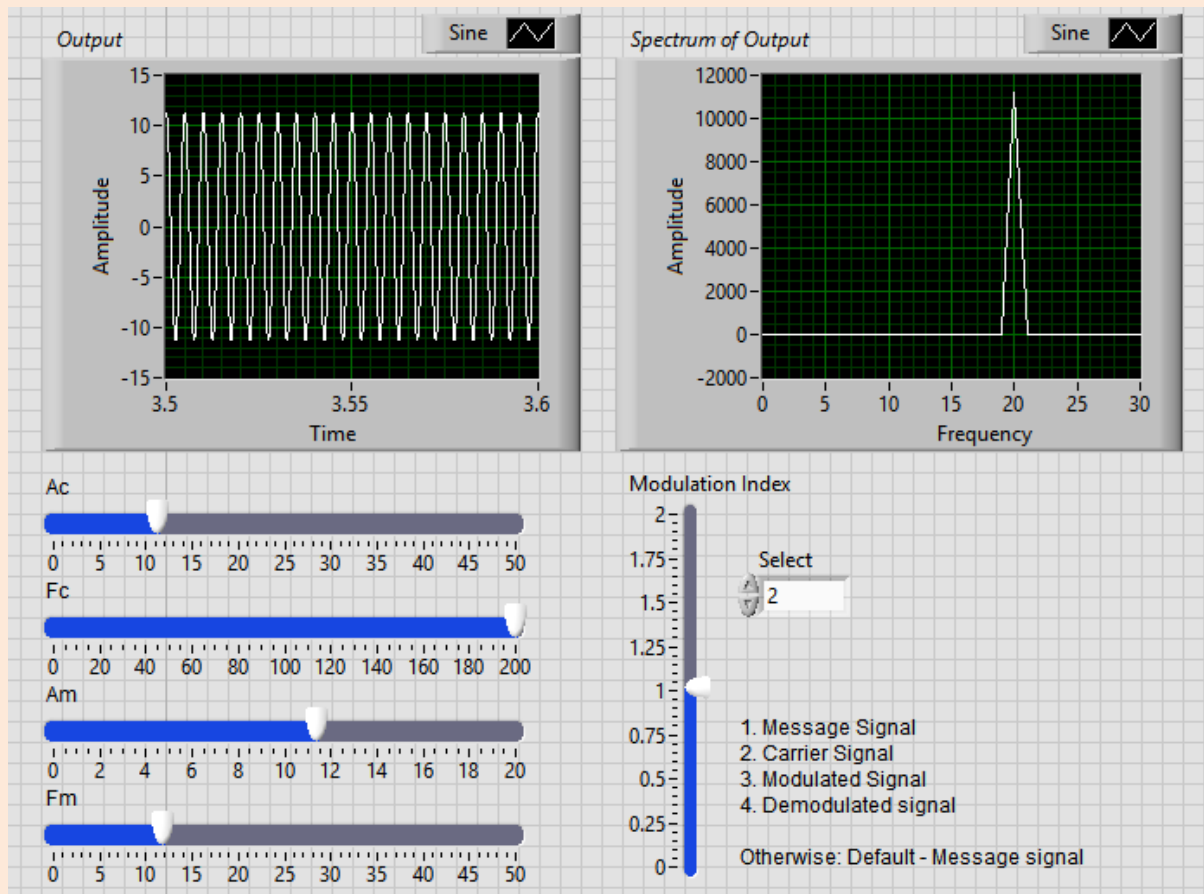 Output
Sine
15
10
5
0
-5
-10
-15
Amplitude
3.5 3.55 3.6
Time
Spectrum of Output
Sine
12000
10000
8000
6000
4000
2000
0
-2000
Amplitude
0 5 10 15 20 25 30
Frequency
Ac
0 5 10 15 20 25 30 35 40 45 50
Fc
0 20 40 60 80 100 120 140 160 180 200
Am
0 2 4 6 8 10 12 14 16 18 20
Fm
0 5 10 15 20 25 30 35 40 45 50
Modulation Index
2
1.75
1.5
1.25
1
0.75
0.5
0.25
0
Select
2
1. Message Signal
2. Carrier Signal
3. Modulated Signal
4. Demodulated signal
Otherwise: Default - Message signal